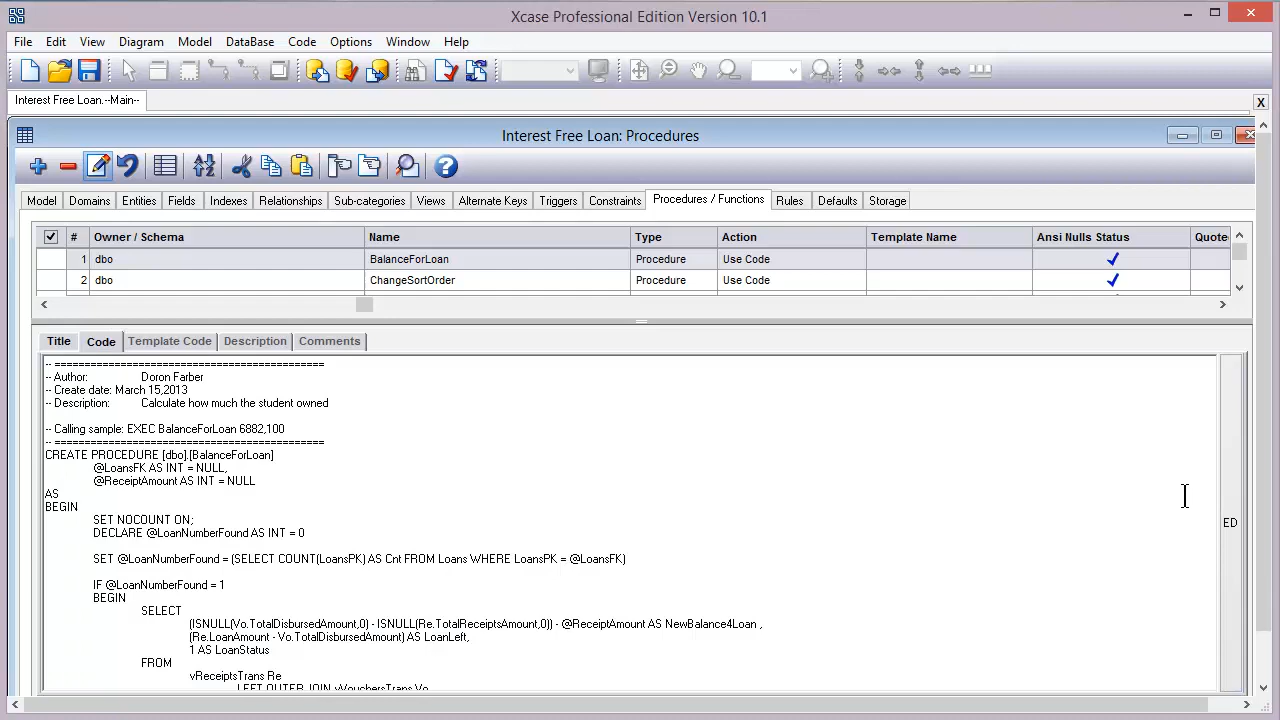 Xcase Professional Edition Version 10.1
File Edit View Diagram Model DataBase Code Options Window Help
Interest Free Loan.--Main--
X
Interest Free Loan: Procedures
Model Domains Entities Fields Indexes Relationships Sub-categories Views Alternate Keys Triggers Constraints Procedures / Functions Rules Defaults Storage
# Owner / Schema Name Type Action Template Name Ansi Nulls Status Quote
1 dbo BalanceForLoan Procedure Use Code
2 dbo ChangeSortOrder Procedure Use Code
Title Code Template Code Description Comments
-- =============================================
-- Author: Doron Farber
-- Create date: March 15,2013
-- Description: Calculate how much the student owned
-- Calling sample: EXEC BalanceForLoan 6882,100
-- =============================================
CREATE PROCEDURE [dbo].[BalanceForLoan]
@LoansFK AS INT = NULL,
@ReceiptAmount AS INT = NULL
AS
BEGIN
SET NOCOUNT ON;
DECLARE @LoanNumberFound AS INT = 0
SET @LoanNumberFound = (SELECT COUNT(LoansPK) AS Cnt FROM Loans WHERE LoansPK = @LoansFK)
IF @LoanNumberFound = 1
BEGIN
SELECT
(ISNULL(Vo.TotalDisbursedAmount,0) - ISNULL(Re.TotalReceiptsAmount,0)) - @ReceiptAmount AS NewBalance4Loan ,
(Re.LoanAmount - Vo.TotalDisbursedAmount) AS LoanLeft,
1 AS LoanStatus
FROM
vReceiptsTrans Re
LEFT OUTER JOIN vVouchersTrans Vo
ED